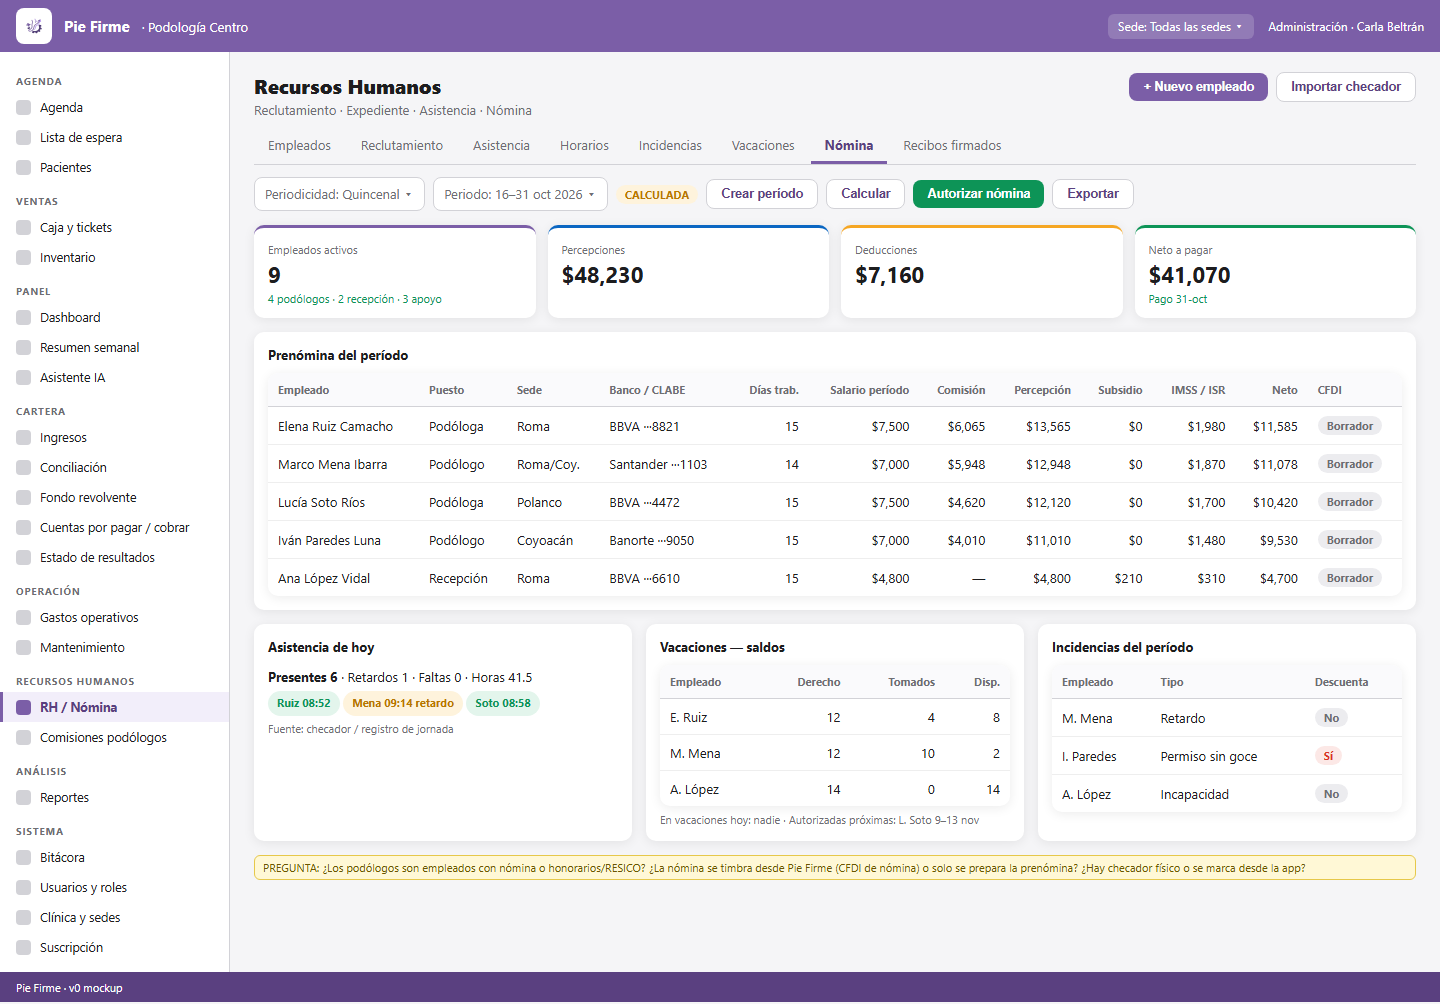 Pie Firme · Podología Centro
Sede: Todas las sedes
Administración · Carla Beltrán
AGENDA
Agenda
Lista de espera
Pacientes
VENTAS
Caja y tickets
Inventario
PANEL
Dashboard
Resumen semanal
Asistente IA
CARTERA
Ingresos
Conciliación
Fondo revolvente
Cuentas por pagar / cobrar
Estado de resultados
OPERACIÓN
Gastos operativos
Mantenimiento
RECURSOS HUMANOS
RH / Nómina
Comisiones podólogos
ANÁLISIS
Reportes
SISTEMA
Bitácora
Usuarios y roles
Clínica y sedes
Suscripción
Recursos Humanos
Reclutamiento · Expediente · Asistencia · Nómina
+ Nuevo empleado
Importar checador
Empleados Reclutamiento Asistencia Horarios Incidencias Vacaciones Nómina Recibos firmados
Periodicidad: Quincenal
Periodo: 16–31 oct 2026
CALCULADA
Crear período
Calcular
Autorizar nómina
Exportar
Empleados activos
9
4 podólogos · 2 recepción · 3 apoyo
Percepciones
$48,230
Deducciones
$7,160
Neto a pagar
$41,070
Pago 31-oct
Prenómina del período
Empleado Puesto Sede Banco / CLABE Días trab. Salario período Comisión Percepción Subsidio IMSS / ISR Neto CFDI
Elena Ruiz Camacho Podóloga Roma BBVA ···8821 15 $7,500 $6,065 $13,565 $0 $1,980 $11,585 Borrador
Marco Mena Ibarra Podólogo Roma/Coy. Santander ···1103 14 $7,000 $5,948 $12,948 $0 $1,870 $11,078 Borrador
Lucía Soto Ríos Podóloga Polanco BBVA ···4472 15 $7,500 $4,620 $12,120 $0 $1,700 $10,420 Borrador
Iván Paredes Luna Podólogo Coyoacán Banorte ···9050 15 $7,000 $4,010 $11,010 $0 $1,480 $9,530 Borrador
Ana López Vidal Recepción Roma BBVA ···6610 15 $4,800 — $4,800 $210 $310 $4,700 Borrador
Asistencia de hoy
Presentes 6 · Retardos 1 · Faltas 0 · Horas 41.5
Ruiz 08:52 Mena 09:14 retardo Soto 08:58
Fuente: checador / registro de jornada
Vacaciones — saldos
Empleado Derecho Tomados Disp.
E. Ruiz 12 4 8
M. Mena 12 10 2
A. López 14 0 14
En vacaciones hoy: nadie · Autorizadas próximas: L. Soto 9–13 nov
Incidencias del período
Empleado Tipo Descuenta
M. Mena Retardo No
I. Paredes Permiso sin goce Sí
A. López Incapacidad No
PREGUNTA: ¿Los podólogos son empleados con nómina o honorarios/RESICO? ¿La nómina se timbra desde Pie Firme (CFDI de nómina) o solo se prepara la prenómina? ¿Hay checador físico o se marca desde la app?
Pie Firme · v0 mockup